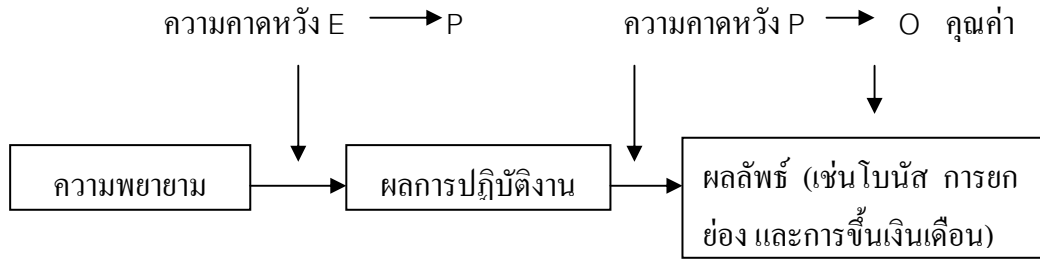 ความคาดหวัง E P ความคาดหวัง P O คุณค่า
ความพยายาม ผลการปฏิบัติงาน ผลลัพธ์ (เช่นโบนัส การยก
ย่อง และการขึ้นเงินเดือน)